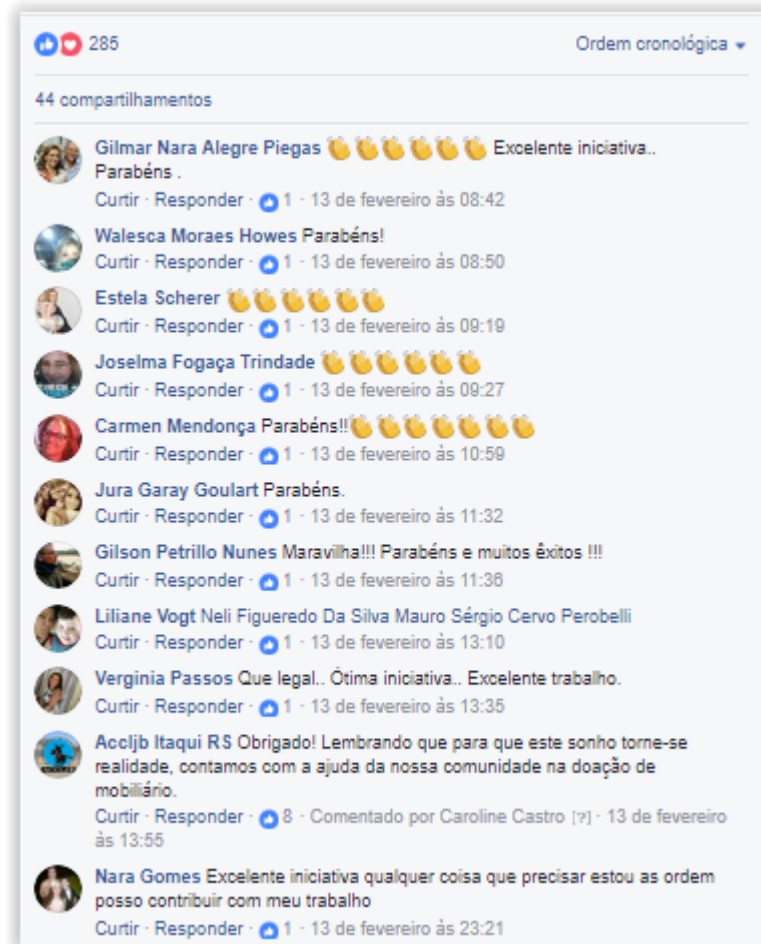 285 Ordem cronológica
44 compartilhamentos
Gilmar Nara Alegre Piegas 👏👏👏👏👏👏 Excelente iniciativa..
Parabéns .
Curtir · Responder · 1 · 13 de fevereiro às 08:42
Walesca Moraes Howes Parabéns!
Curtir · Responder · 1 · 13 de fevereiro às 08:50
Estela Scherer 👏👏👏👏👏👏
Curtir · Responder · 1 · 13 de fevereiro às 09:19
Joselma Fogaça Trindade 👏👏👏👏👏👏
Curtir · Responder · 1 · 13 de fevereiro às 09:27
Carmen Mendonça Parabéns!!👏👏👏👏👏👏👏
Curtir · Responder · 1 · 13 de fevereiro às 10:59
Jura Garay Goulart Parabéns.
Curtir · Responder · 1 · 13 de fevereiro às 11:32
Gilson Petrillo Nunes Maravilha!!! Parabéns e muitos êxitos !!!
Curtir · Responder · 1 · 13 de fevereiro às 11:36
Liliane Vogt Neli Figueredo Da Silva Mauro Sérgio Cervo Perobelli
Curtir · Responder · 1 · 13 de fevereiro às 13:10
Verginia Passos Que legal.. Ótima iniciativa.. Excelente trabalho.
Curtir · Responder · 1 · 13 de fevereiro às 13:35
Accljb Itaqui RS Obrigado! Lembrando que para que este sonho torne-se
realidade, contamos com a ajuda da nossa comunidade na doação de
mobiliário.
Curtir · Responder · 8 · Comentado por Caroline Castro [?] · 13 de fevereiro
às 13:55
Nara Gomes Excelente iniciativa qualquer coisa que precisar estou as ordem
posso contribuir com meu trabalho
Curtir · Responder · 1 · 13 de fevereiro às 23:21